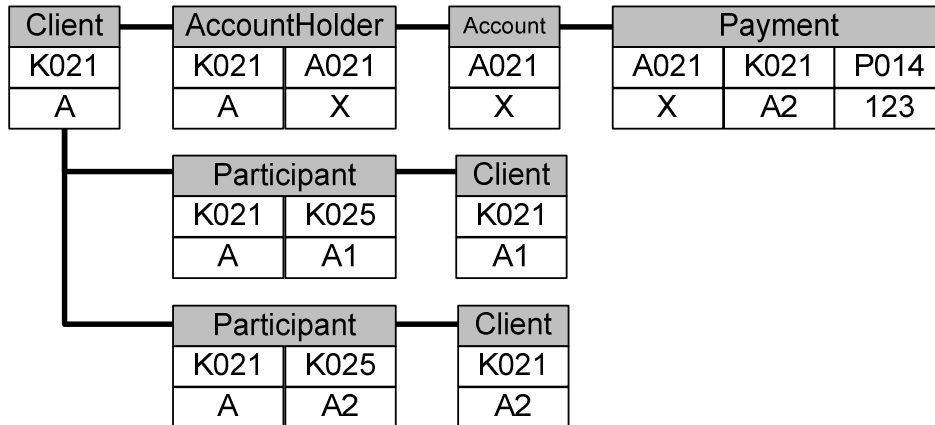 Client AccountHolder Account Payment
K021 K021 A021 A021 A021 K021 P014
A A X X X A2 123
Participant Client
K021 K025 K021
A A1 A1
Participant Client
K021 K025 K021
A A2 A2